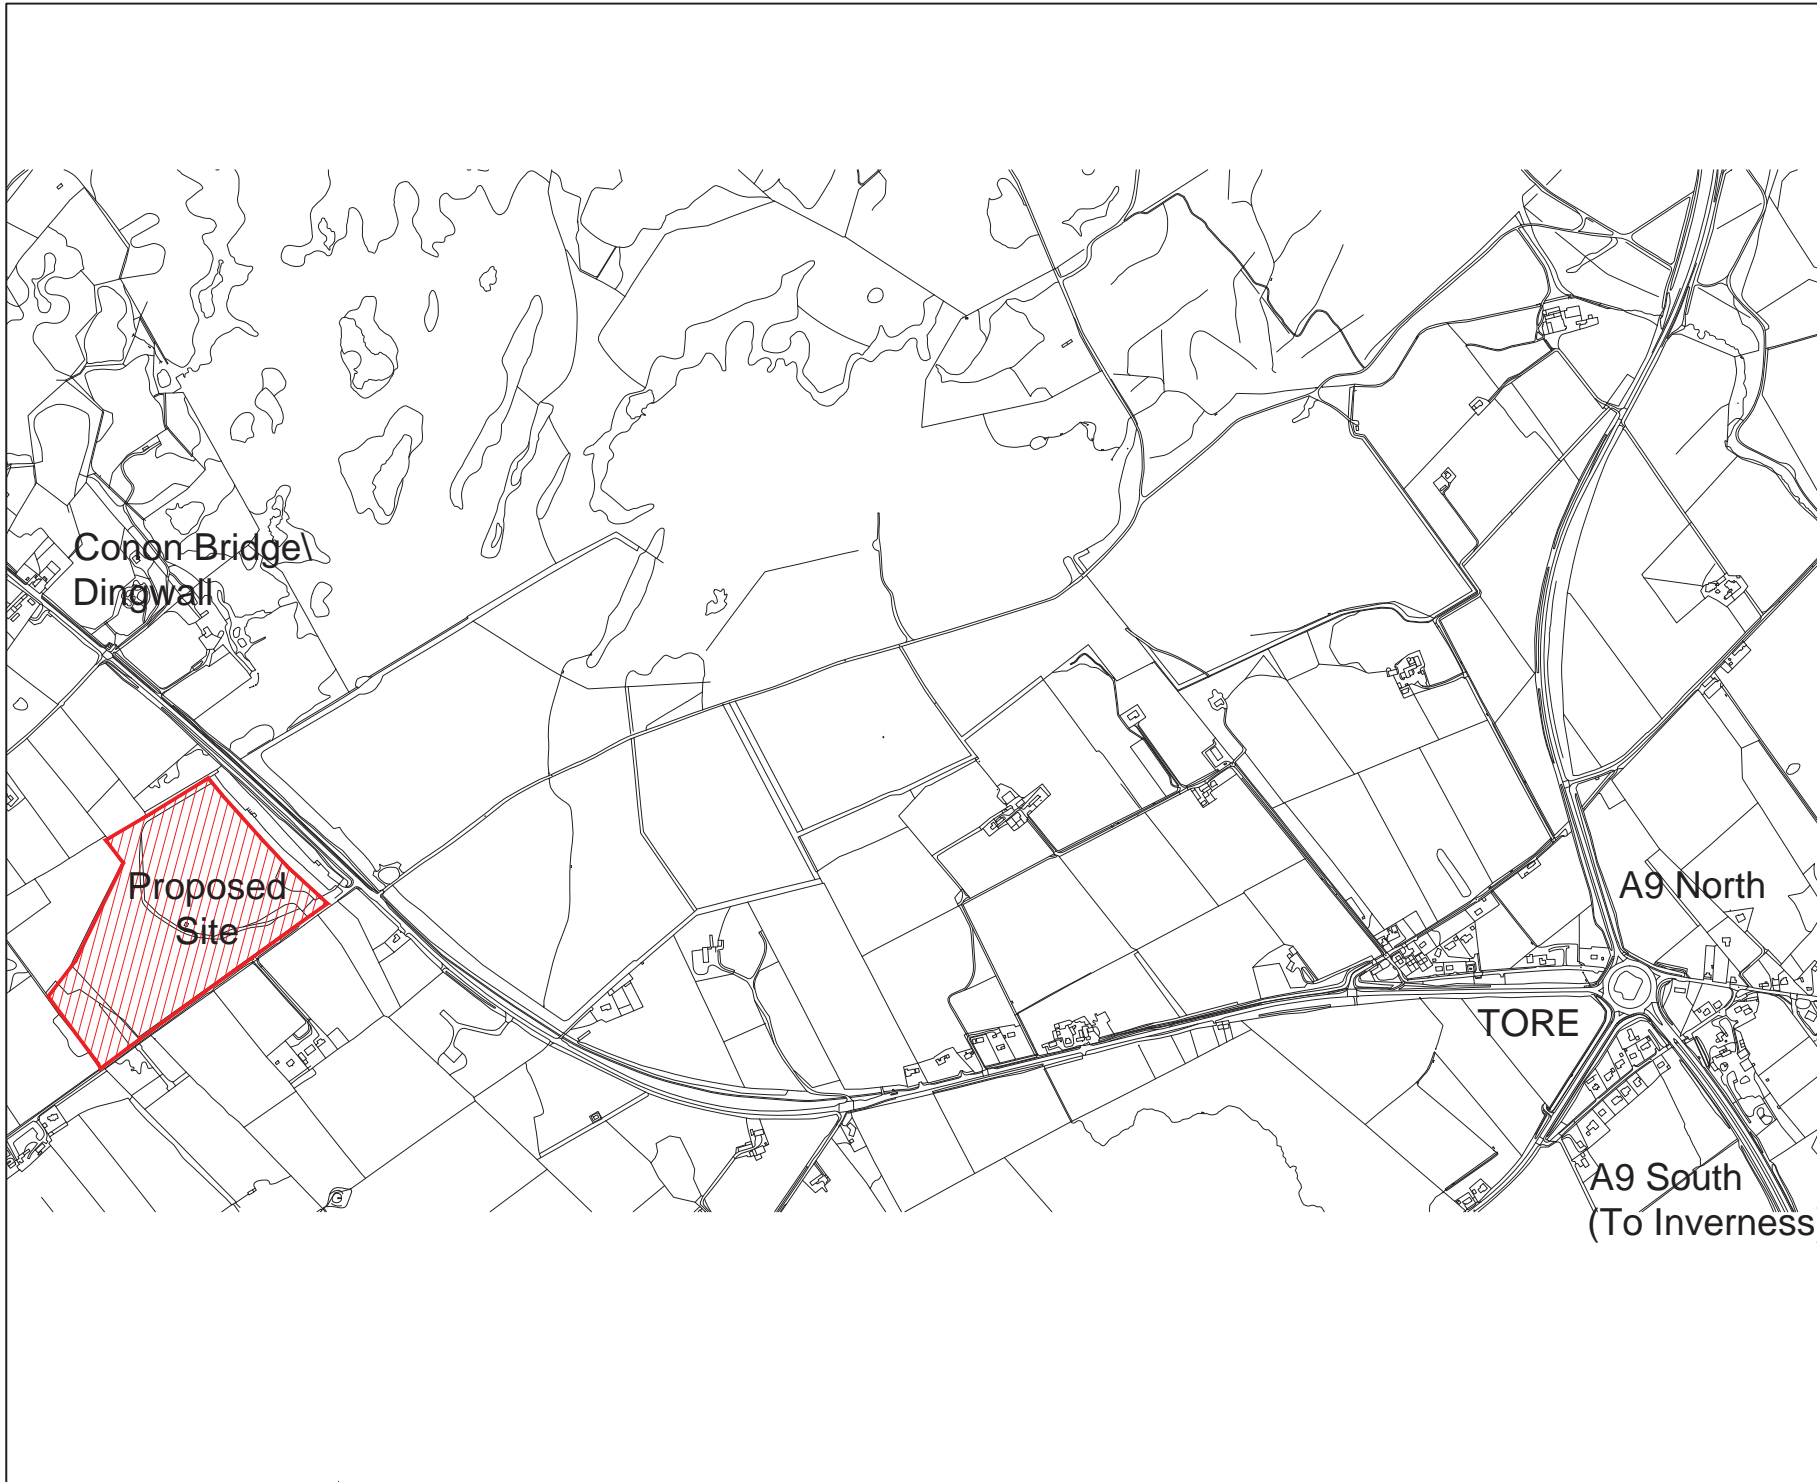 Conon Bridge\
Dingwall
Proposed
Site
A9 North
TORE
A9 South
(To Inverness)